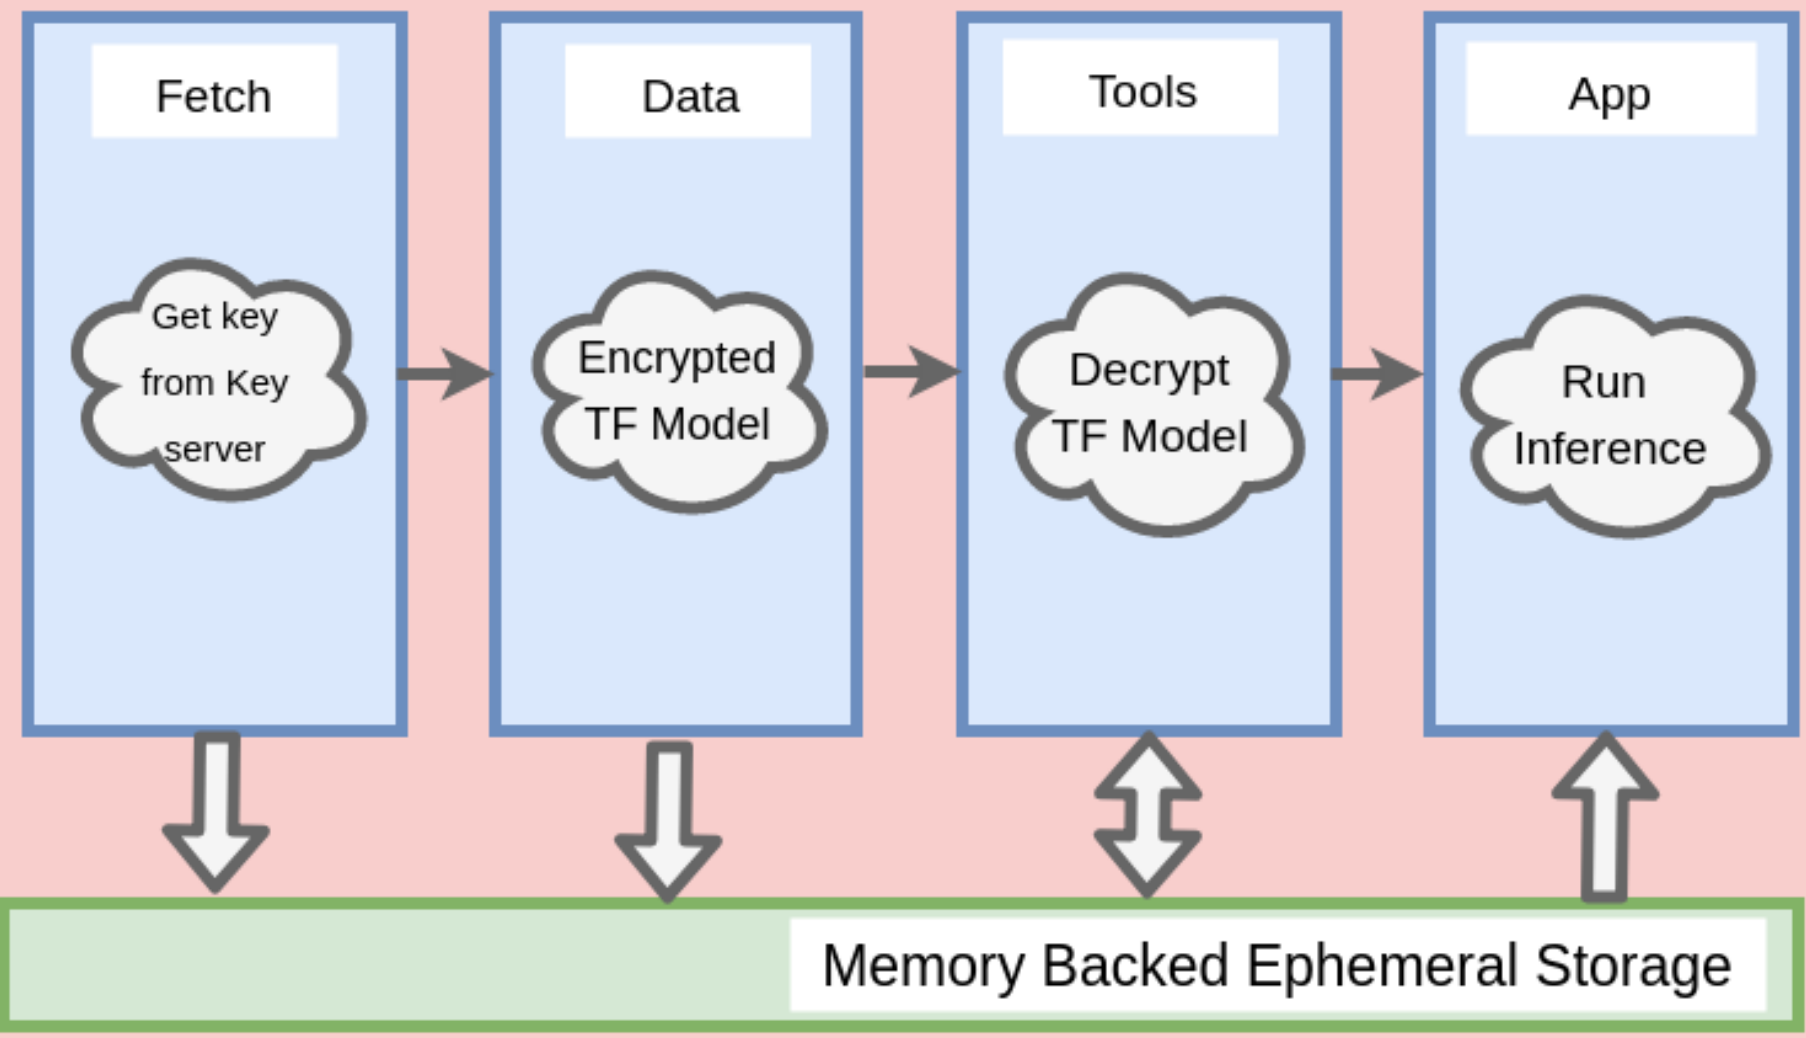 Fetch
Get key
from Key
server
Data
Encrypted
TF Model
Tools
Decrypt
TF Model
App
Run
Inference
Memory Backed Ephemeral Storage